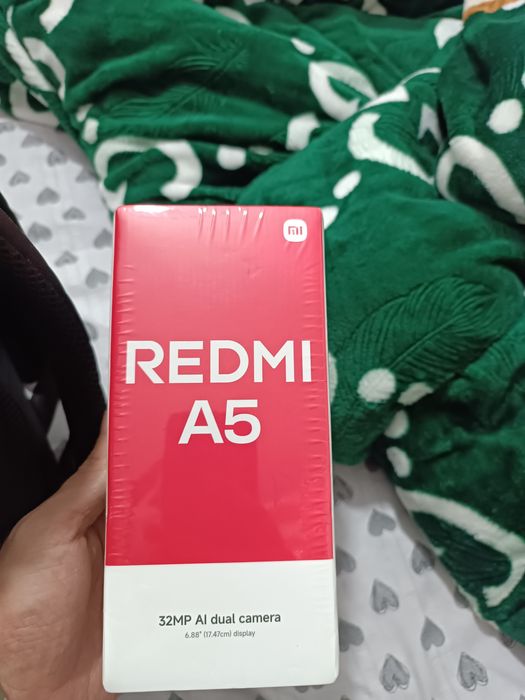 mi
REDMI
A5
32MP AI dual camera
6.88" (17.47cm) display